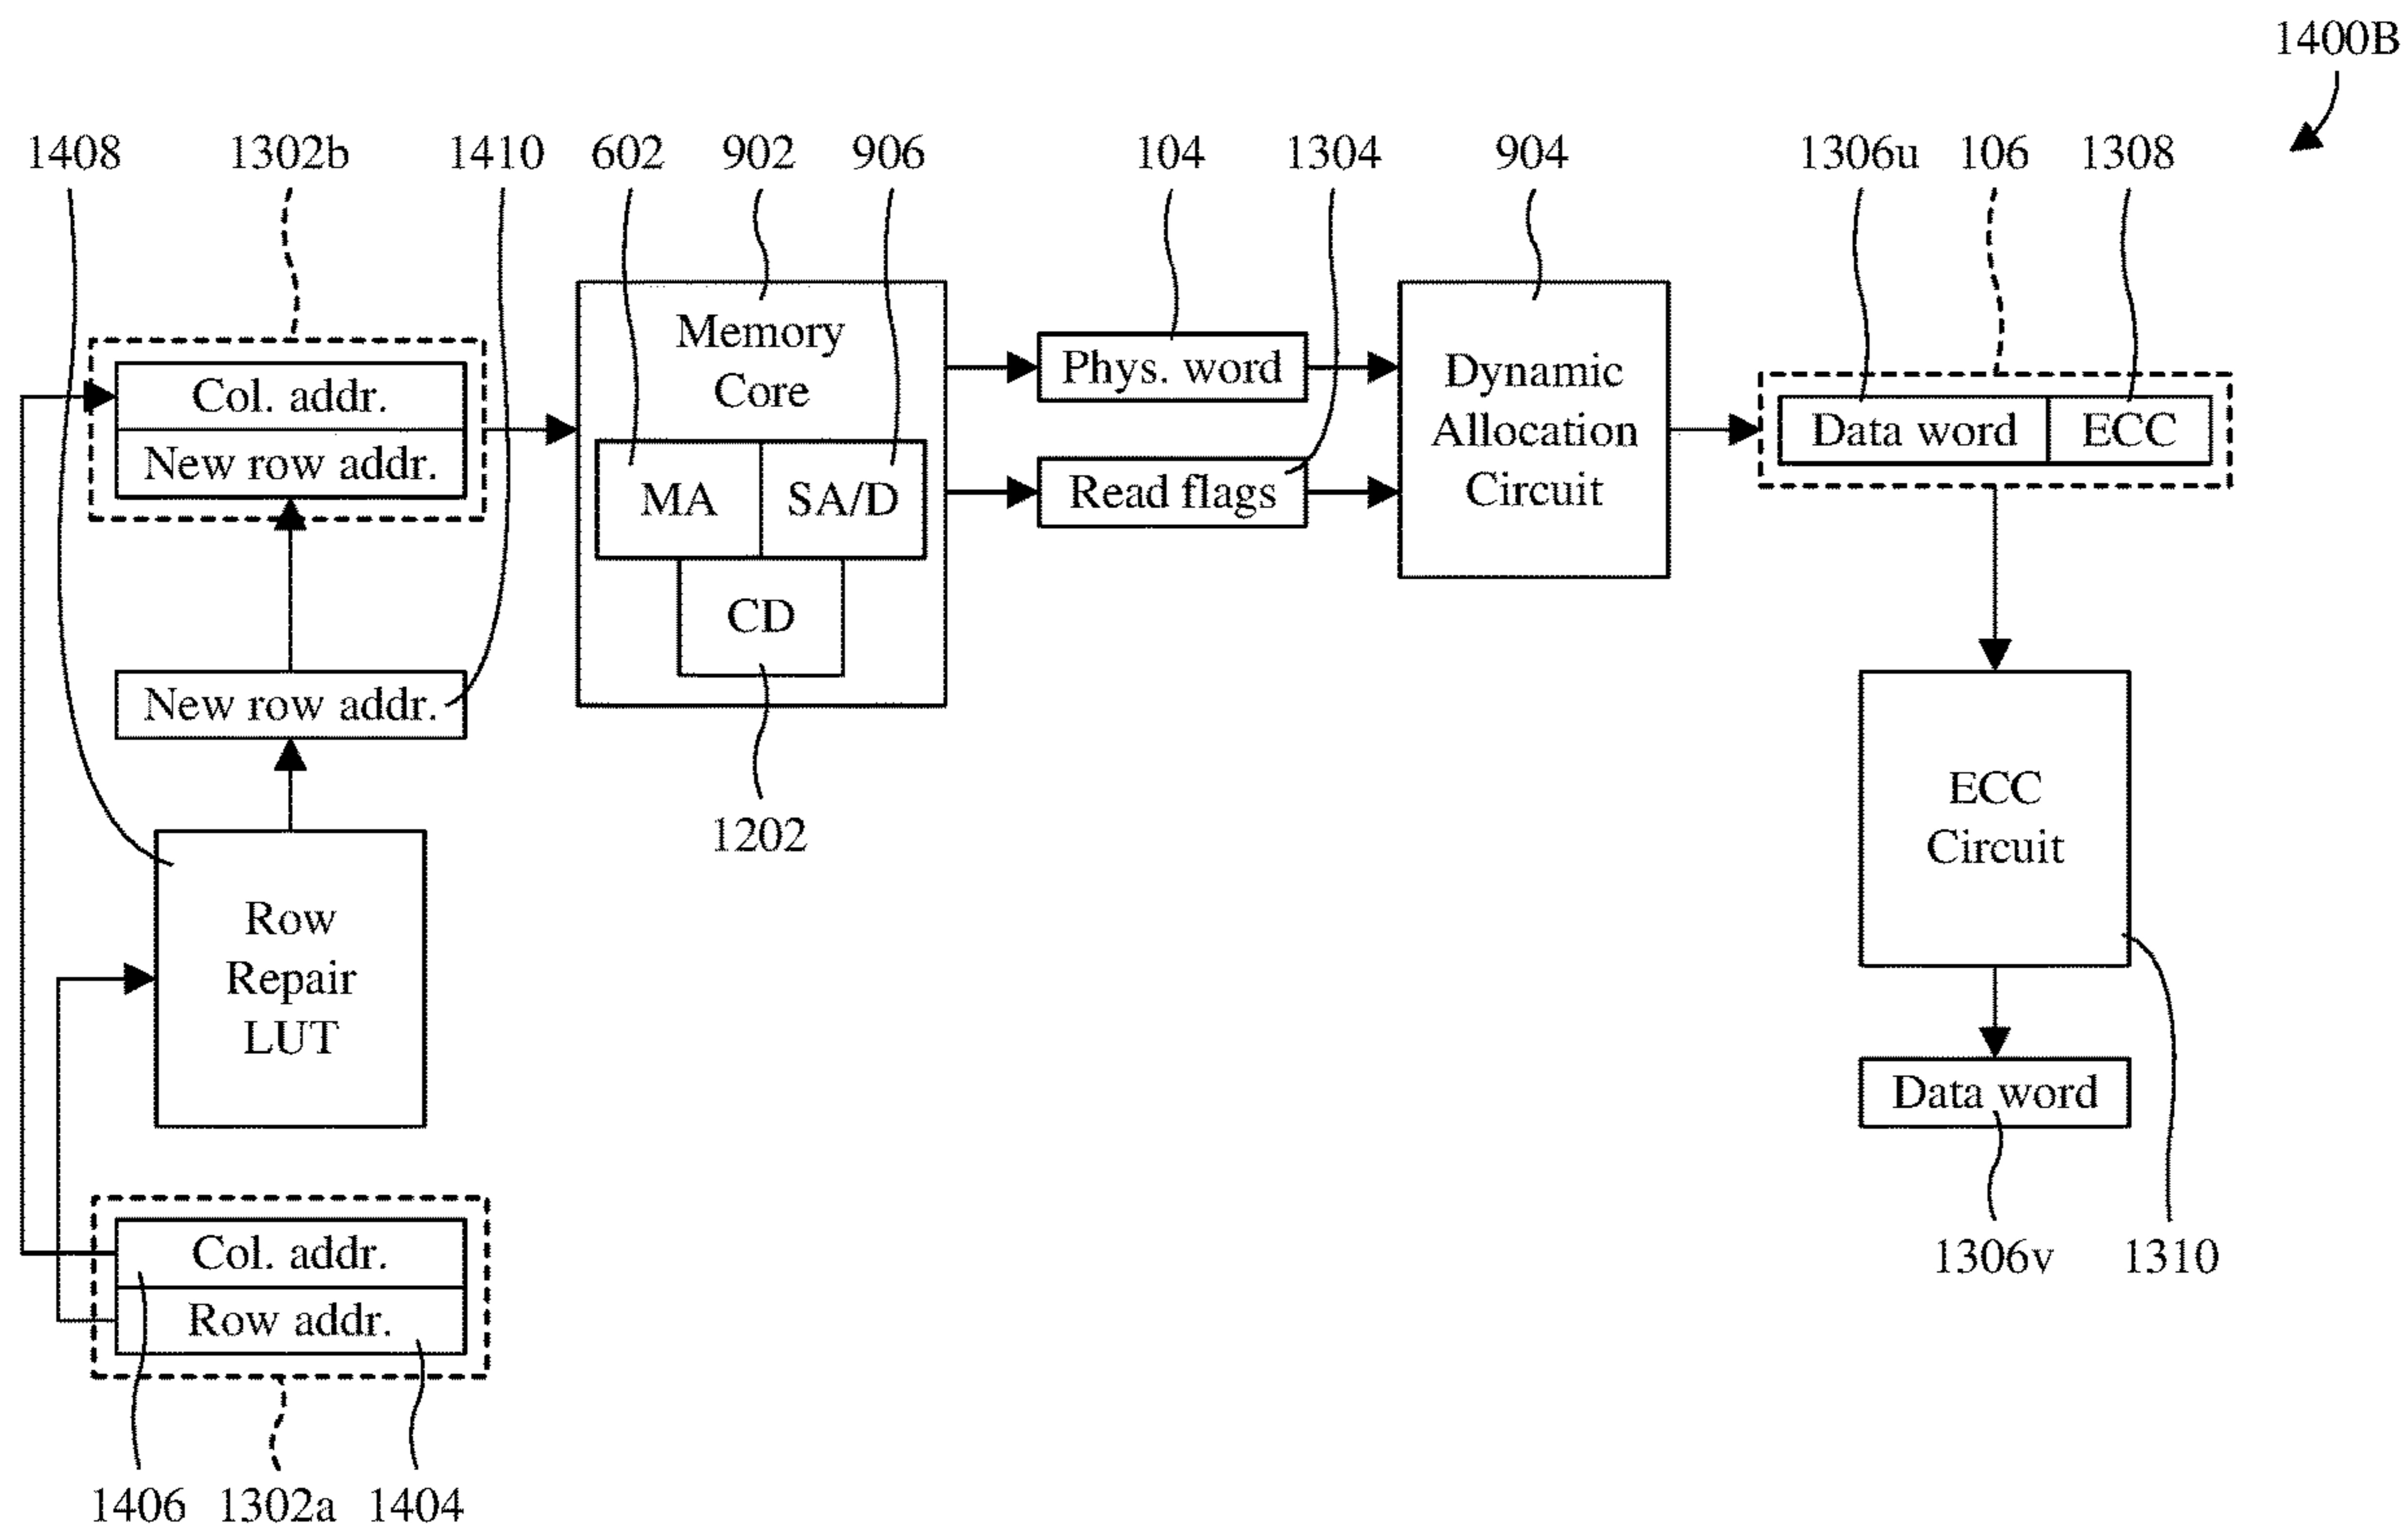 1400B
1408 1302b 1410 602 902 906 104 1304 904 1306u 106 1308
Col. addr.
New row addr.
Memory
Core
MA SA/D
CD
1202
Phys. word
Read flags
Dynamic
Allocation
Circuit
Data word ECC
New row addr.
Row
Repair
LUT
ECC
Circuit
Data word
1306v 1310
Col. addr.
Row addr.
1406 1302a 1404